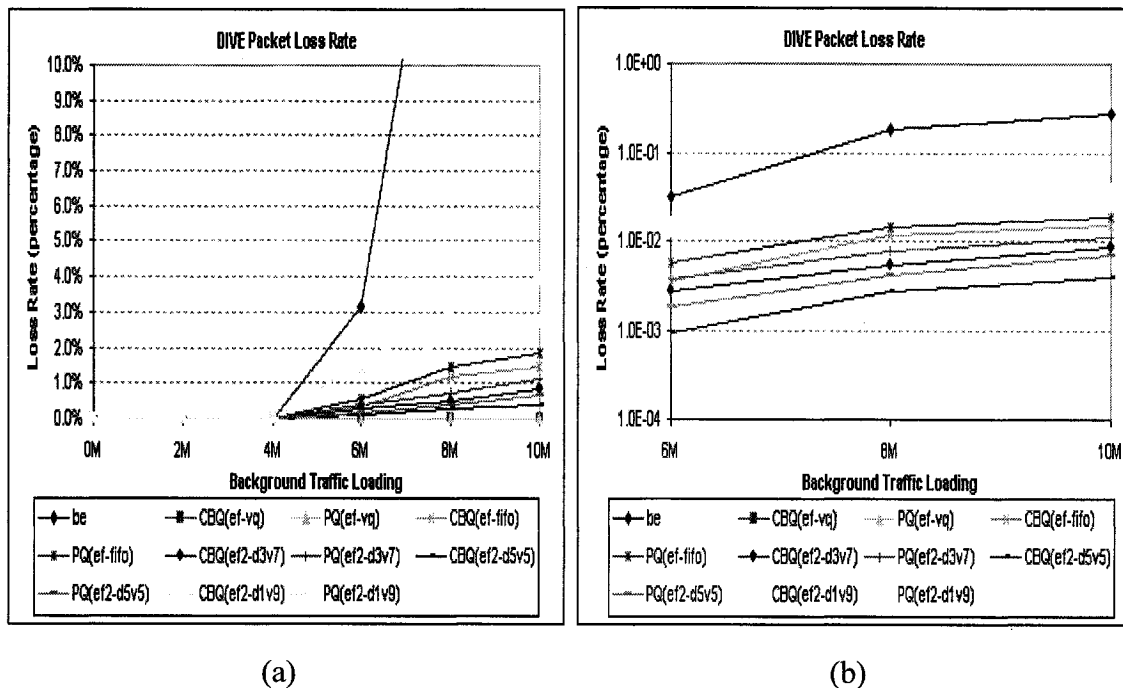 DIVE Packet Loss Rate
10.0%
9.0%
8.0%
7.0%
6.0%
5.0%
4.0%
3.0%
2.0%
1.0%
0.0%
Loss Rate (percentage)
0M 2M 4M 6M 8M 10M
Background Traffic Loading
be CBQ(ef-vq) PQ(ef-vq) CBQ(ef-fifo)
PQ(ef-fifo) CBQ(ef2-d3v7) PQ(ef2-d3v7) CBQ(ef2-d5v5)
PQ(ef2-d5v5) CBQ(ef2-d1v9) PQ(ef2-d1v9)
(a)
DIVE Packet Loss Rate
1.0E+00
1.0E-01
1.0E-02
1.0E-03
1.0E-04
Loss Rate (percentage)
6M 8M 10M
Background Traffic Loading
be CBQ(ef-vq) PQ(ef-vq) CBQ(ef-fifo)
PQ(ef-fifo) CBQ(ef2-d3v7) PQ(ef2-d3v7) CBQ(ef2-d5v5)
PQ(ef2-d5v5) CBQ(ef2-d1v9) PQ(ef2-d1v9)
(b)